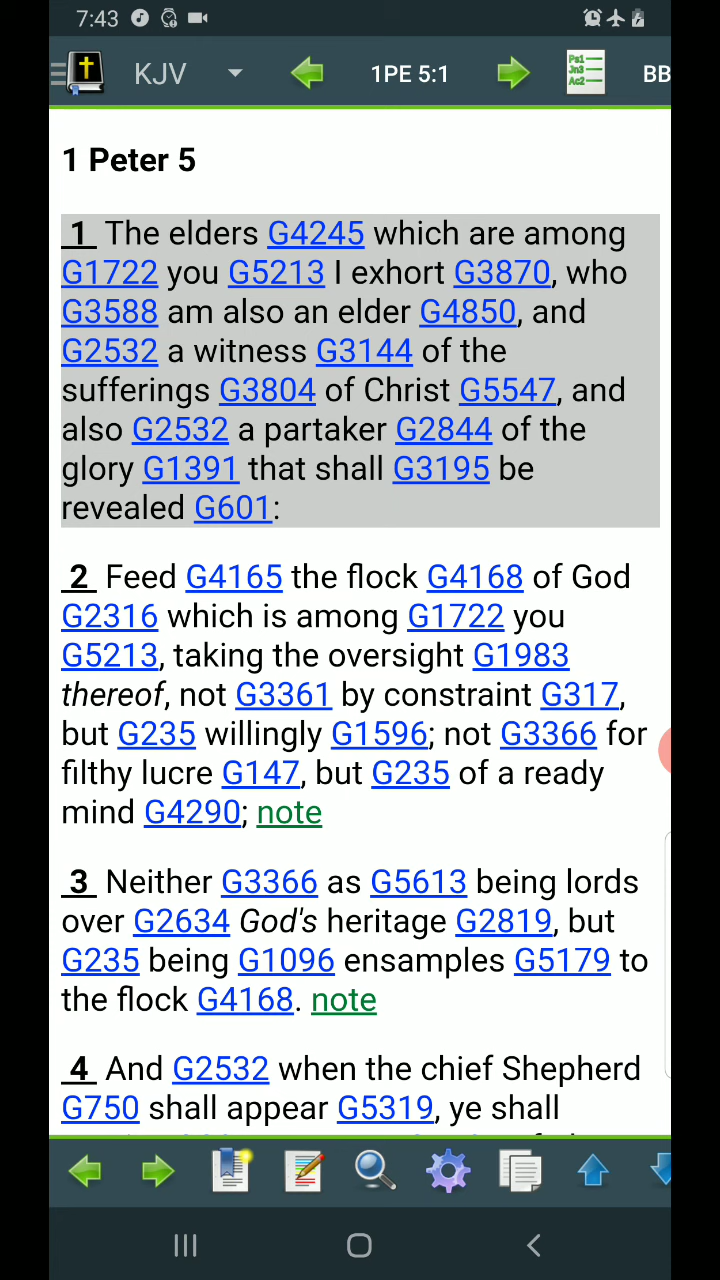 7:43
KJV 1PE 5:1 Ps1 Jn3 Ac2 BB
1 Peter 5
1 The elders G4245 which are among
G1722 you G5213 I exhort G3870, who
G3588 am also an elder G4850, and
G2532 a witness G3144 of the
sufferings G3804 of Christ G5547, and
also G2532 a partaker G2844 of the
glory G1391 that shall G3195 be
revealed G601:
2 Feed G4165 the flock G4168 of God
G2316 which is among G1722 you
G5213, taking the oversight G1983
thereof, not G3361 by constraint G317,
but G235 willingly G1596; not G3366 for
filthy lucre G147, but G235 of a ready
mind G4290; note
3 Neither G3366 as G5613 being lords
over G2634 God's heritage G2819, but
G235 being G1096 ensamples G5179 to
the flock G4168. note
4 And G2532 when the chief Shepherd
G750 shall appear G5319, ye shall